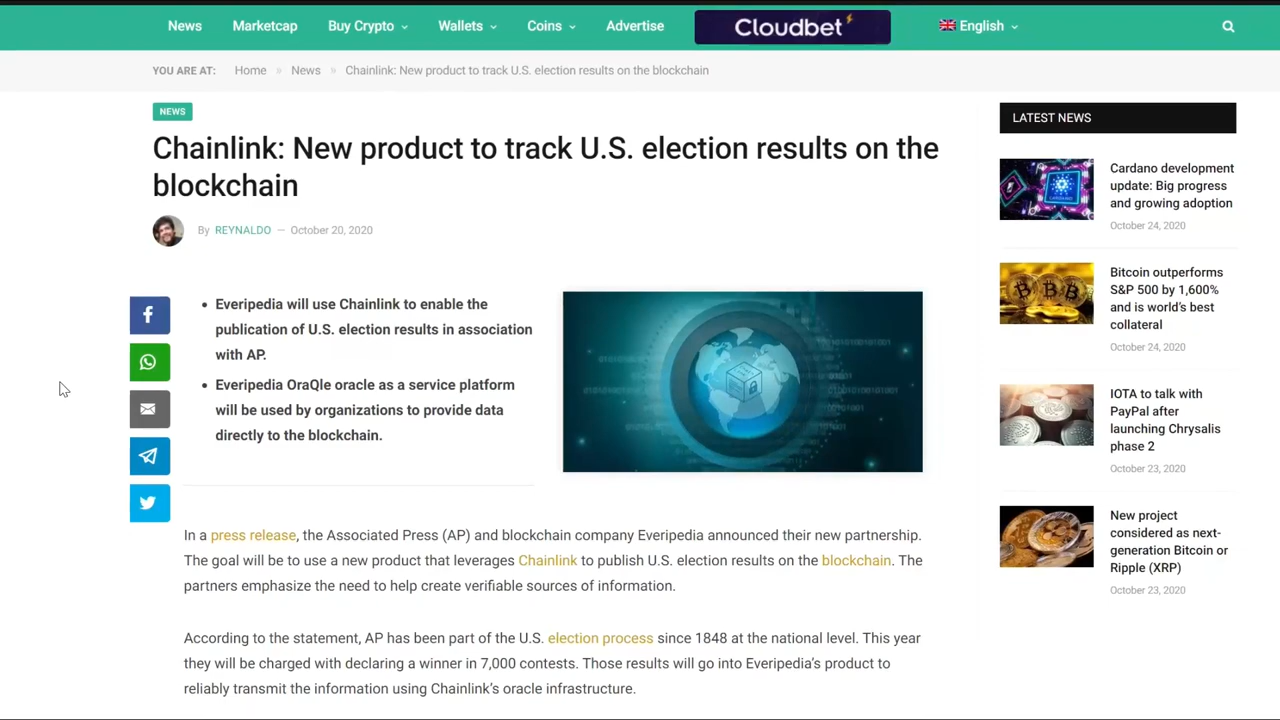 News Marketcap Buy Crypto Wallets Coins Advertise Cloudbet English
YOU ARE AT: Home » News » Chainlink: New product to track U.S. election results on the blockchain
NEWS
Chainlink: New product to track U.S. election results on the
blockchain
By REYNALDO — October 20, 2020
• Everipedia will use Chainlink to enable the
publication of U.S. election results in association
with AP.
• Everipedia OraQle oracle as a service platform
will be used by organizations to provide data
directly to the blockchain.
In a press release, the Associated Press (AP) and blockchain company Everipedia announced their new partnership.
The goal will be to use a new product that leverages Chainlink to publish U.S. election results on the blockchain. The
partners emphasize the need to help create verifiable sources of information.
According to the statement, AP has been part of the U.S. election process since 1848 at the national level. This year
they will be charged with declaring a winner in 7,000 contests. Those results will go into Everipedia's product to
reliably transmit the information using Chainlink's oracle infrastructure.
LATEST NEWS
Cardano development
update: Big progress
and growing adoption
October 24, 2020
Bitcoin outperforms
S&P 500 by 1,600%
and is world's best
collateral
October 24, 2020
IOTA to talk with
PayPal after
launching Chrysalis
phase 2
October 23, 2020
New project
considered as next-
generation Bitcoin or
Ripple (XRP)
October 23, 2020